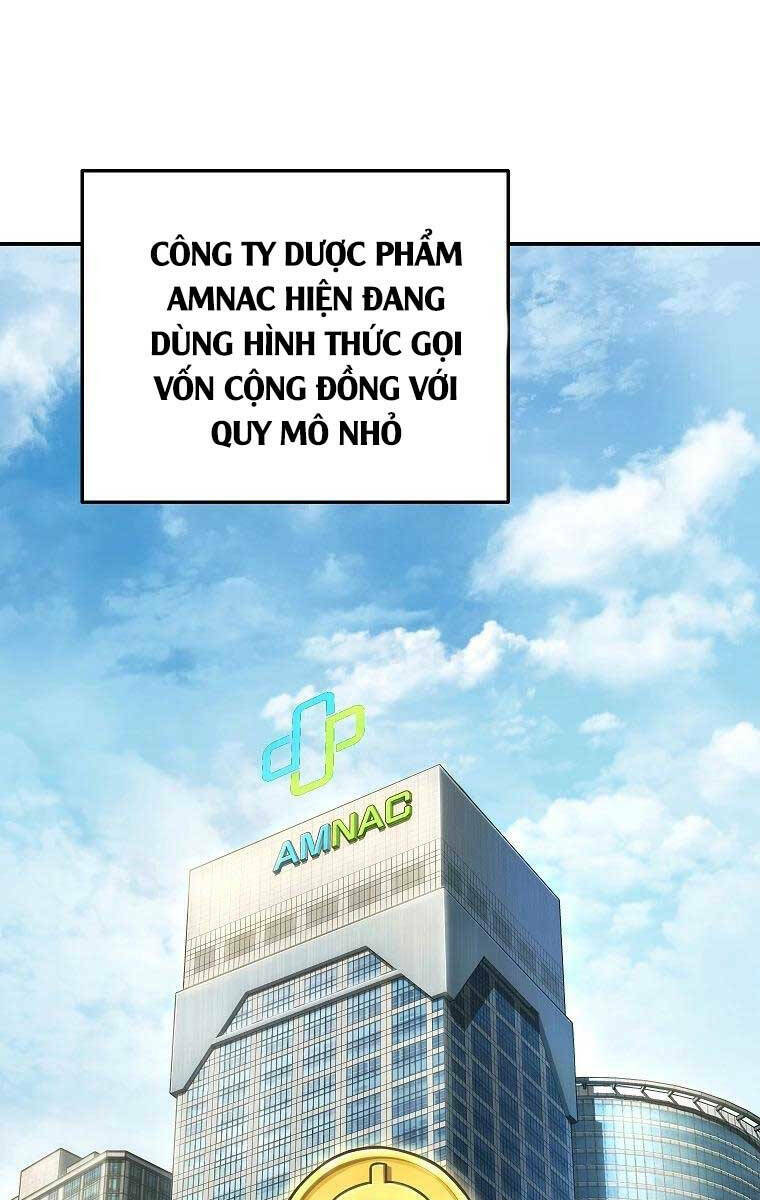 CÔNG TY DƯỢC PHẨM
AMNAC HIỆN ĐANG
DÙNG HÌNH THỨC GỌI
VỐN CỘNG ĐỒNG VỚI
QUY MÔ NHỎ
AMNAC